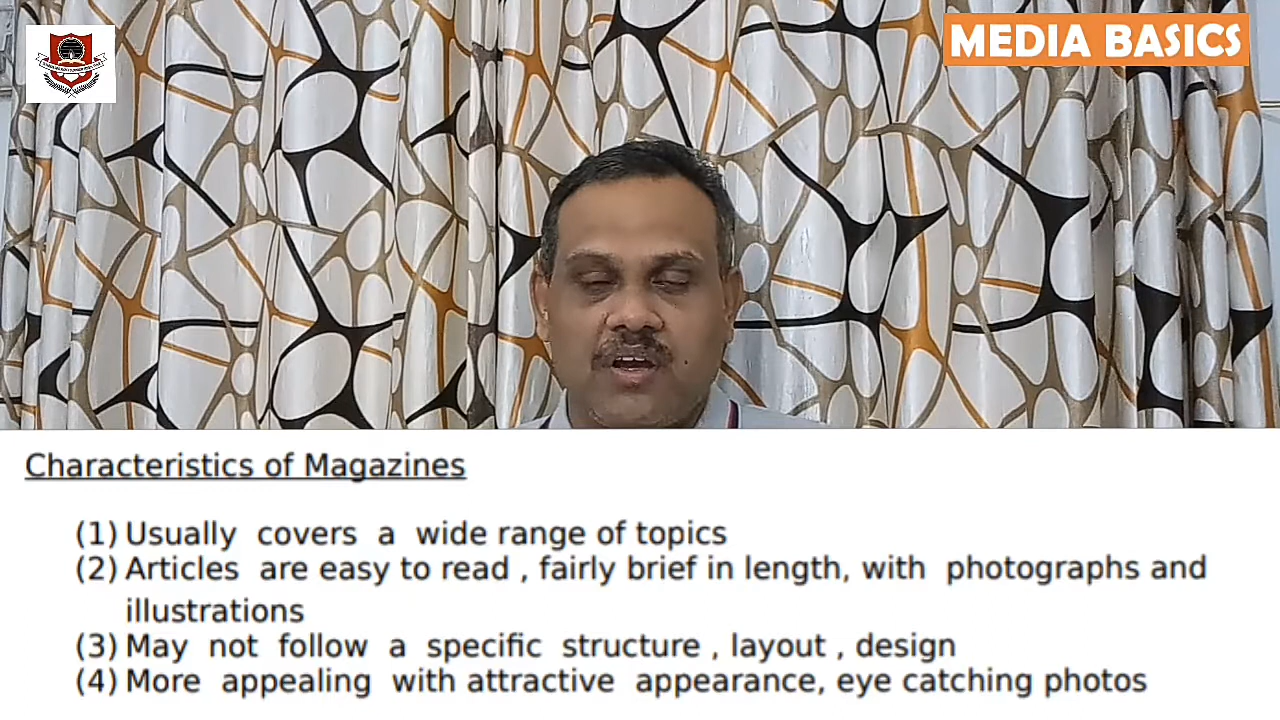 MEDIA BASICS
Characteristics of Magazines
(1) Usually covers a wide range of topics
(2) Articles are easy to read , fairly brief in length, with photographs and
illustrations
(3) May not follow a specific structure , layout , design
(4) More appealing with attractive appearance, eye catching photos